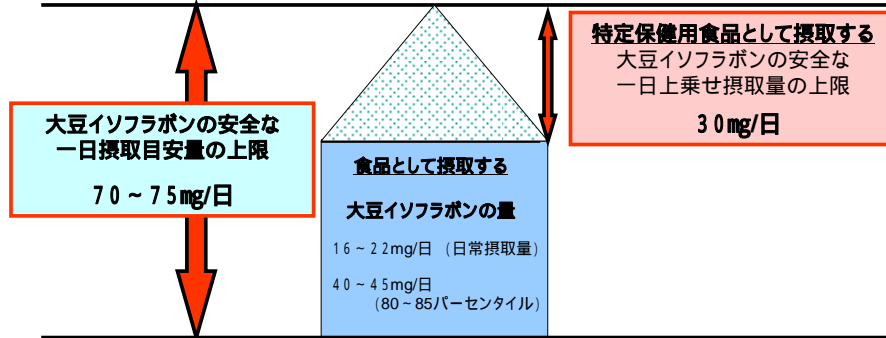 大豆イソフラボンの安全な
一日摂取目安量の上限
７０～７５mg/日
食品として摂取する
大豆イソフラボンの量
１６～２２mg/日 （日常摂取量）
４０～４５mg/日
（80～85パーセンタイル）
特定保健用食品として摂取する
大豆イソフラボンの安全な
一日上乗せ摂取量の上限
３０mg/日